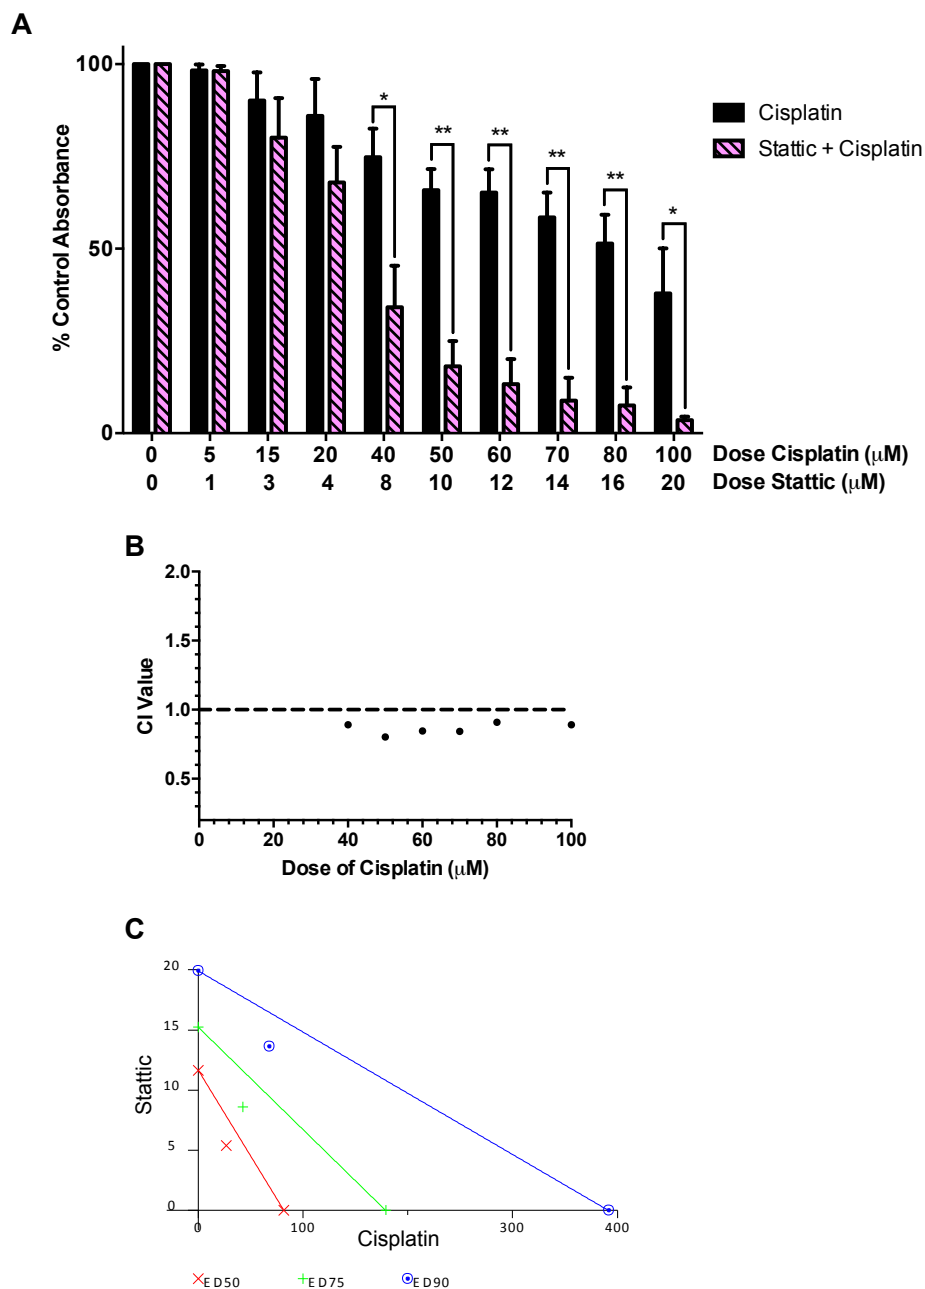 A
% Control Absorbance
100
50
0
* ** ** ** ** *
Cisplatin
Stattic + Cisplatin
0 5 15 20 40 50 60 70 80 100 Dose Cisplatin (μM)
0 1 3 4 8 10 12 14 16 20 Dose Stattic (μM)
B
CI Value
2.0
1.5
1.0
0.5
0 20 40 60 80 100
Dose of Cisplatin (μM)
C
Stattic
20
15
10
5
0
0 100 300 400
Cisplatin
ED50 ED75 ED90